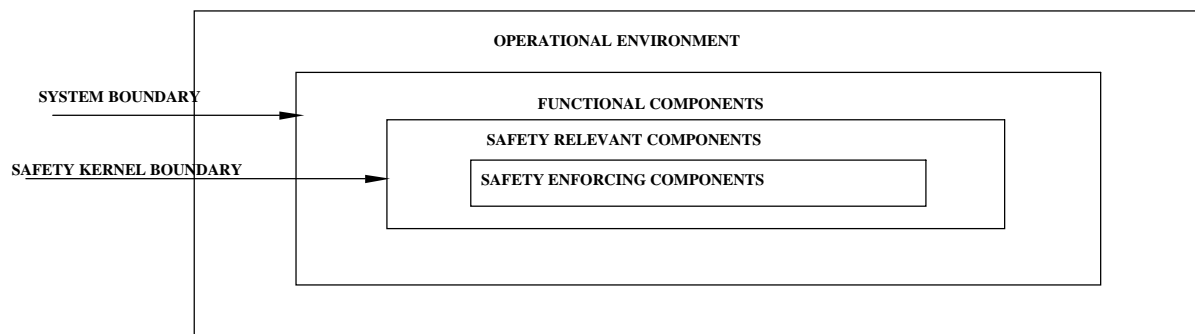 OPERATIONAL ENVIRONMENT
SYSTEM BOUNDARY
FUNCTIONAL COMPONENTS
SAFETY RELEVANT COMPONENTS
SAFETY KERNEL BOUNDARY
SAFETY ENFORCING COMPONENTS